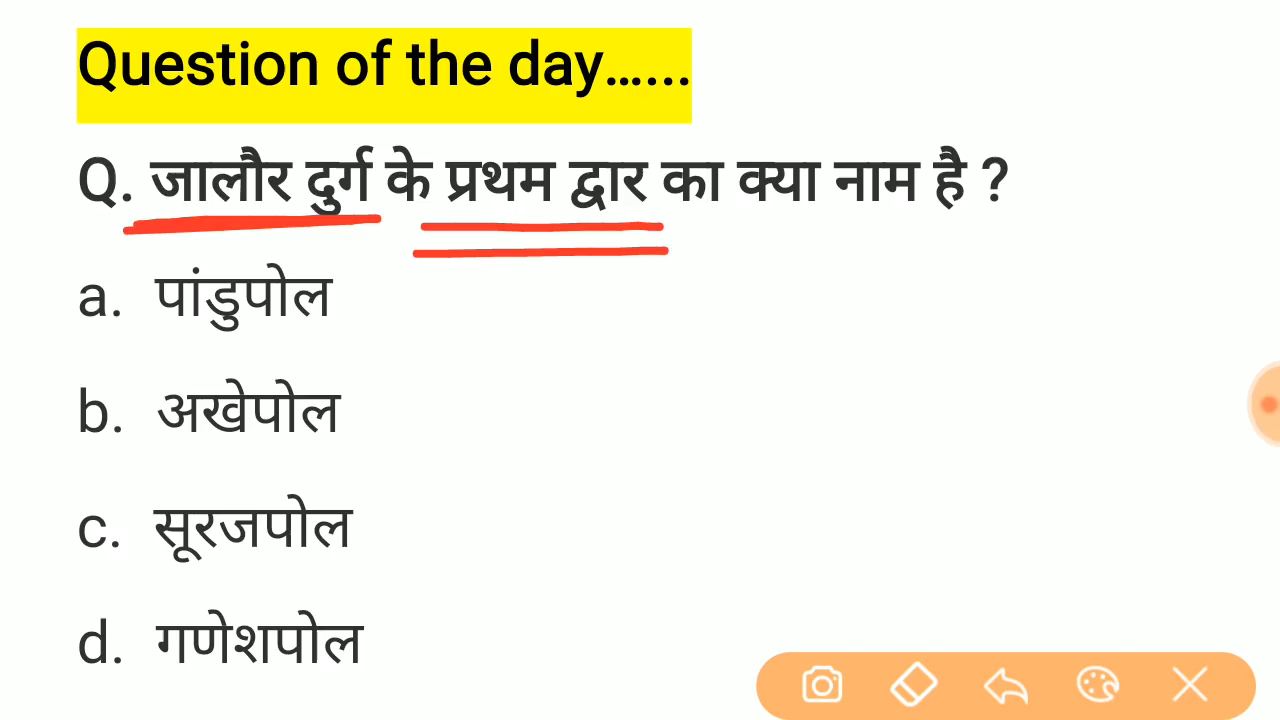 Question of the day......
Q. जालौर दुर्ग के प्रथम द्वार का क्या नाम है ?
a. पांडुपोल
b. अखेपोल
c. सूरजपोल
d. गणेशपोल